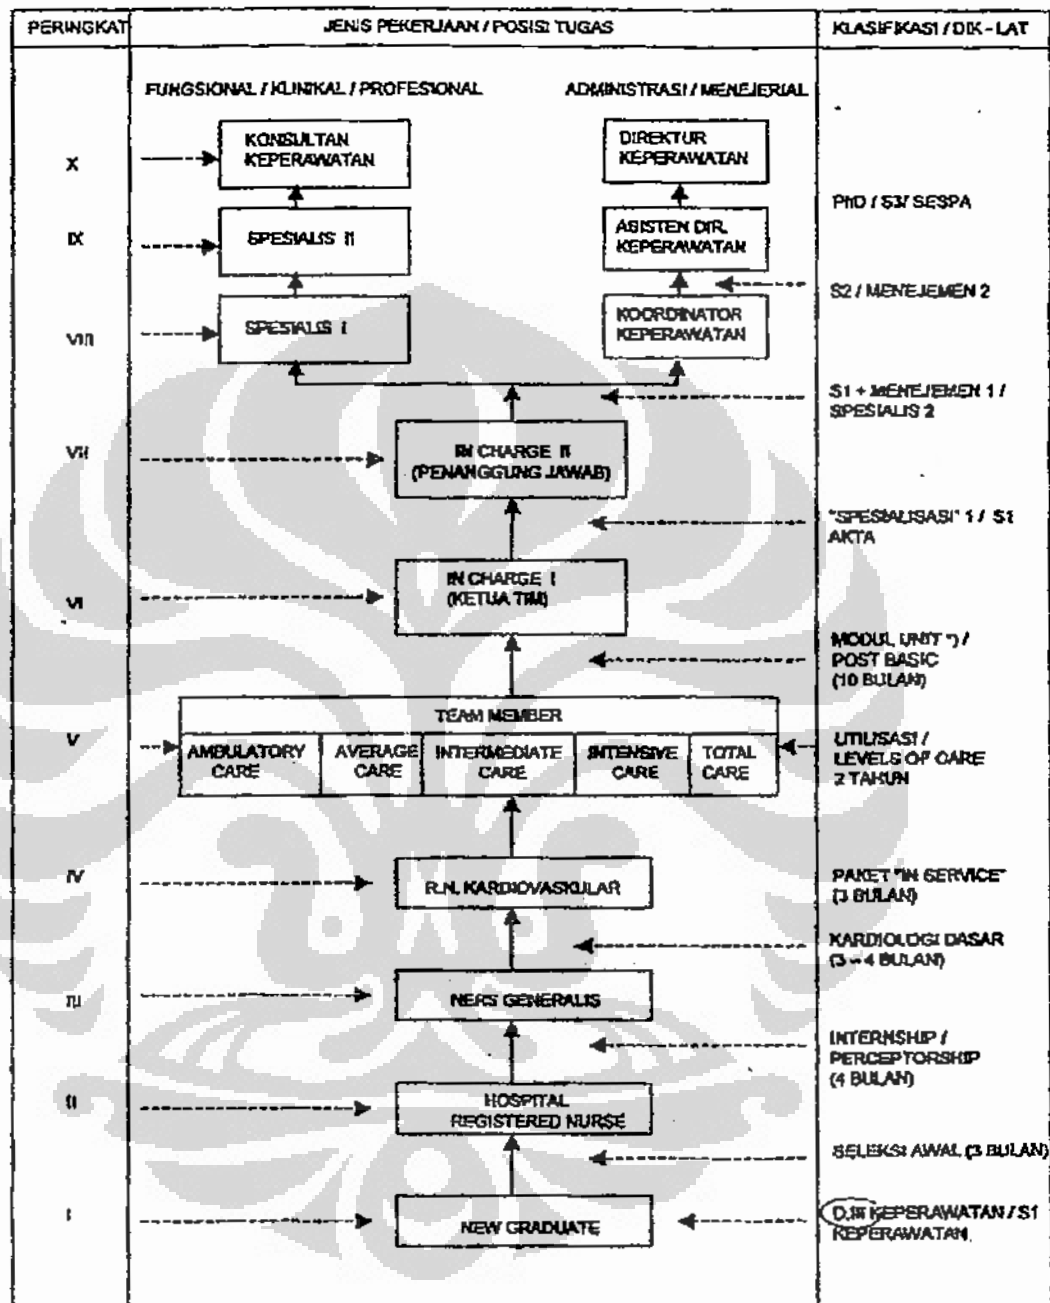 PERINGKAT
JENIS PEKERJAAN / POSISI TUGAS
KLASIFIKASI / DIK - LAT
FUNGSIONAL / KLINIKAL / PROFESIONAL
ADMINISTRASI / MENEJERIAL
X
KONSULTAN
KEPERAWATAN
DIREKTUR
KEPERAWATAN
PhD / S3/ SESPA
IX
SPESIALIS II
ASISTEN DIR.
KEPERAWATAN
S2 / MENEJEMEN 2
VIII
SPESIALIS I
KOORDINATOR
KEPERAWATAN
S1 + MENEJEMEN 1 /
SPESIALIS 2
VII
IN CHARGE II
(PENANGGUNG JAWAB)
"SPESIALISASI" 1 / S1
AKTA
VI
IN CHARGE I
(KETUA TIM)
MODUL UNIT *) /
POST BASIC
(10 BULAN)
TEAM MEMBER
V
AMBULATORY
CARE
AVERAGE
CARE
INTERMEDIATE
CARE
INTENSIVE
CARE
TOTAL
CARE
UTILISASI /
LEVELS OF CARE
2 TAHUN
IV
R.N. KARDIOVASKULAR
PAKET "IN SERVICE"
(3 BULAN)
KARDIOLOGI DASAR
(3 – 4 BULAN)
III
NERS GENERALIS
INTERNSHIP /
PERCEPTORSHIP
(4 BULAN)
II
HOSPITAL
REGISTERED NURSE
SELEKSI AWAL (3 BULAN)
I
NEW GRADUATE
D.III KEPERAWATAN / S1
KEPERAWATAN